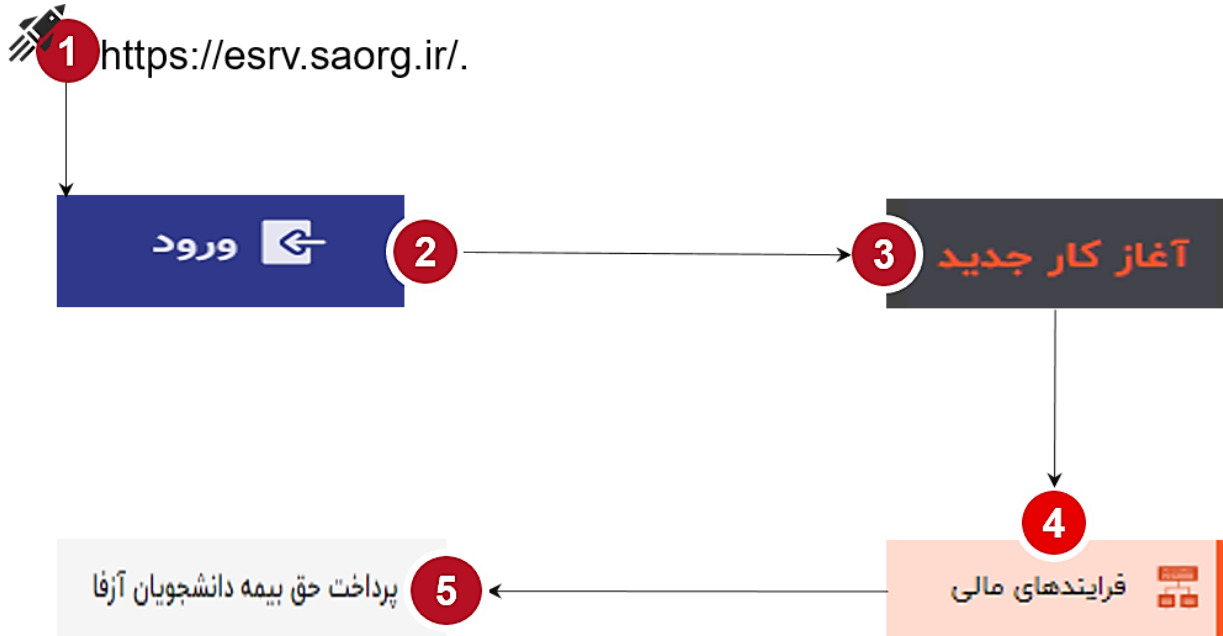 1 https://esrv.saorg.ir/.
ورود 2
3 آغاز کار جدید
4
فرایندهای مالی
5 پرداخت حق بیمه دانشجویان آزفا